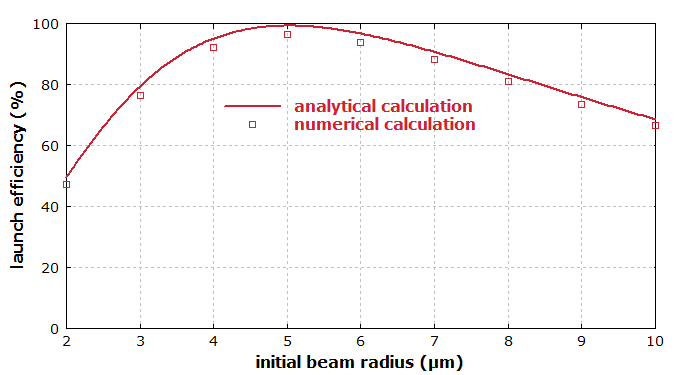 100
80
60
40
20
0
launch efficiency (%)
analytical calculation
numerical calculation
2 3 4 5 6 7 8 9 10
initial beam radius (µm)